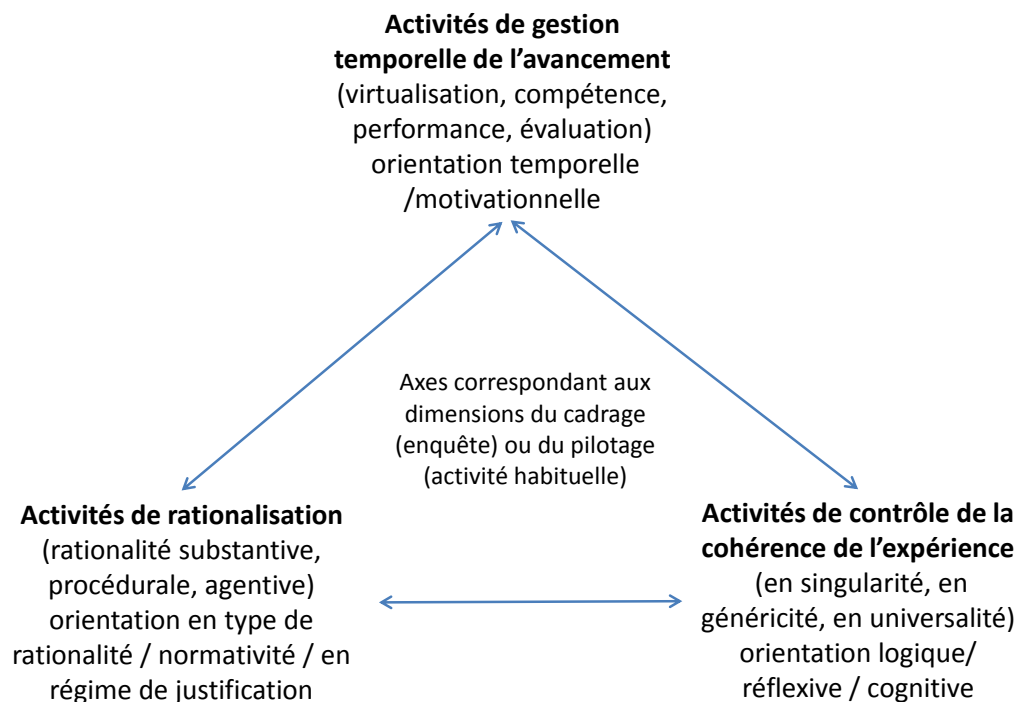 Activités de gestion
temporelle de l’avancement
(virtualisation, compétence,
performance, évaluation)
orientation temporelle
/motivationnelle
Axes correspondant aux
dimensions du cadrage
(enquête) ou du pilotage
(activité habituelle)
Activités de rationalisation
(rationalité substantive,
procédurale, agentive)
orientation en type de
rationalité / normativité / en
régime de justification
Activités de contrôle de la
cohérence de l’expérience
(en singularité, en
généricité, en universalité)
orientation logique/
réflexive / cognitive